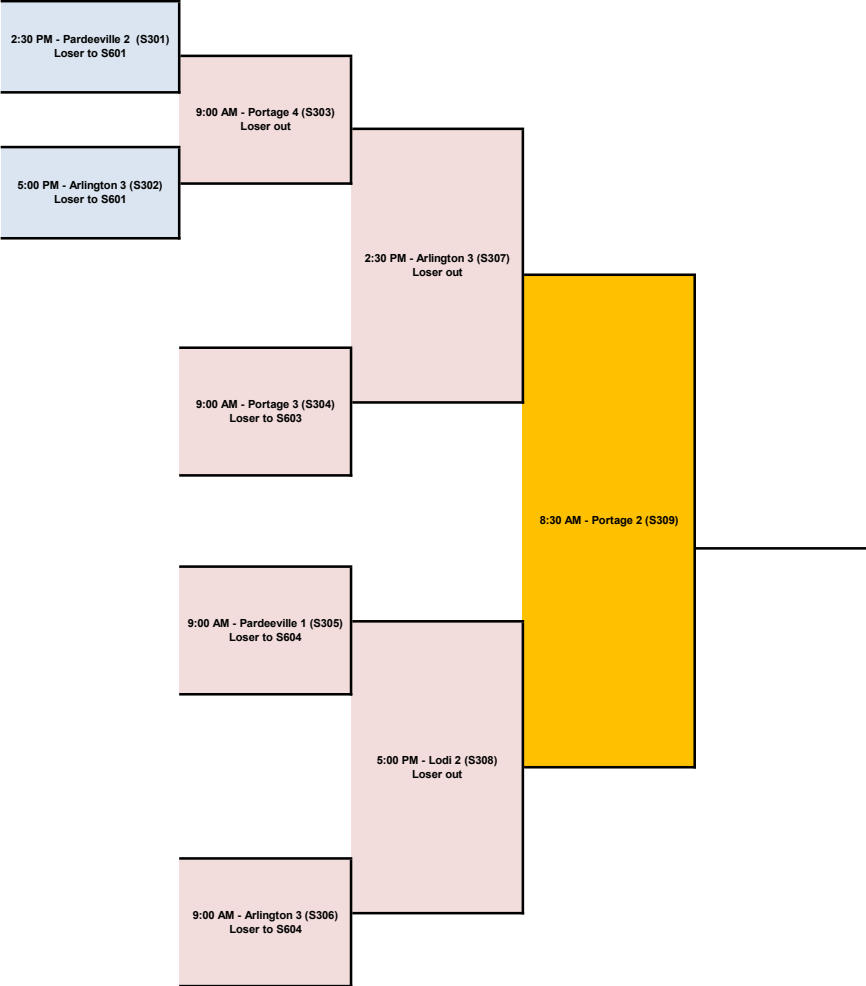 2:30 PM - Pardeeville 2  (S301)
Loser to S601
9:00 AM - Portage 4 (S303)
Loser out
5:00 PM - Arlington 3 (S302)
Loser to S601
2:30 PM - Arlington 3 (S307)
Loser out
9:00 AM - Portage 3 (S304)
Loser to S603
8:30 AM - Portage 2 (S309)
9:00 AM - Pardeeville 1 (S305)
Loser to S604
5:00 PM - Lodi 2 (S308)
Loser out
9:00 AM - Arlington 3 (S306)
Loser to S604